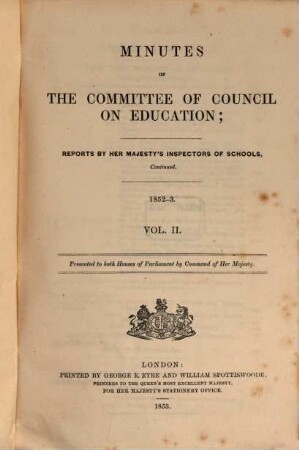 MINUTES
OF
THE COMMITTEE OF COUNCIL
ON EDUCATION;
REPORTS BY HER MAJESTY'S INSPECTORS OF SCHOOLS,
Continued.
1852-3.
VOL. II.
Presented to both Houses of Parliament by Command of Her Majesty.
LONDON:
PRINTED BY GEORGE E. EYRE AND WILLIAM SPOTTISWOODE,
PRINTERS TO THE QUEEN'S MOST EXCELLENT MAJESTY,
FOR HER MAJESTY'S STATIONERY OFFICE.
1853.